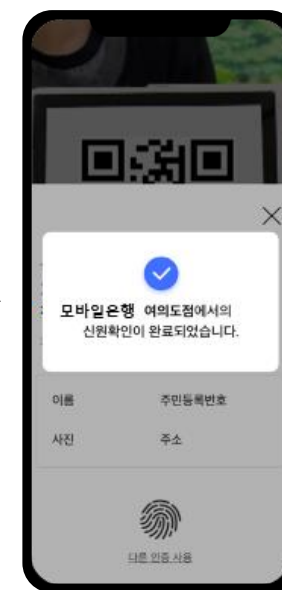 모바일은행 여의도점에서의
신원확인이 완료되었습니다.
이름 주민등록번호
사진 주소
다른 인증 사용